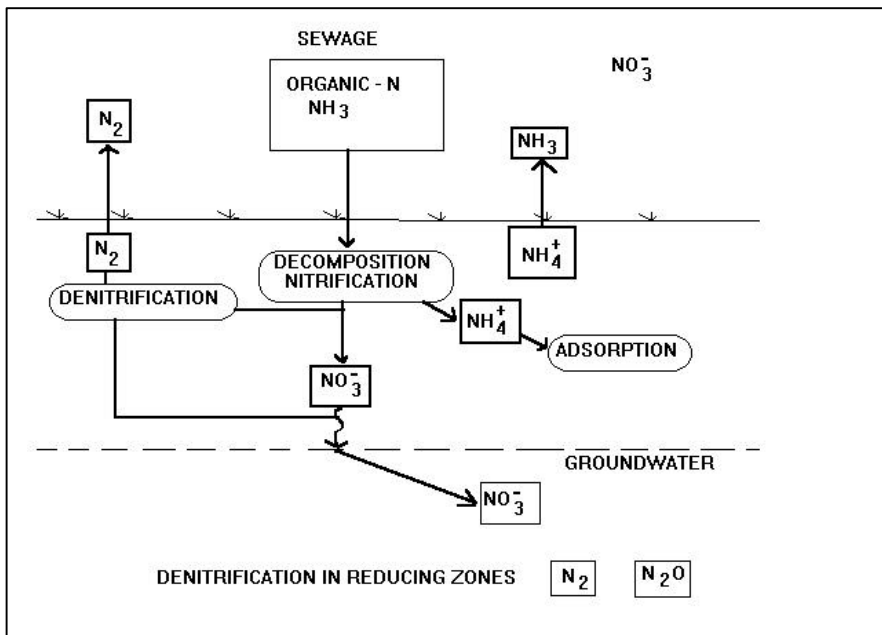 SEWAGE
ORGANIC - N
NH₃
NO₃⁻
N₂
NH₃
N₂
DECOMPOSITION
NITRIFICATION
NH₄⁺
DENITRIFICATION
NH₄⁺
ADSORPTION
NO₃⁻
GROUNDWATER
NO₃⁻
DENITRIFICATION IN REDUCING ZONES N₂ N₂O